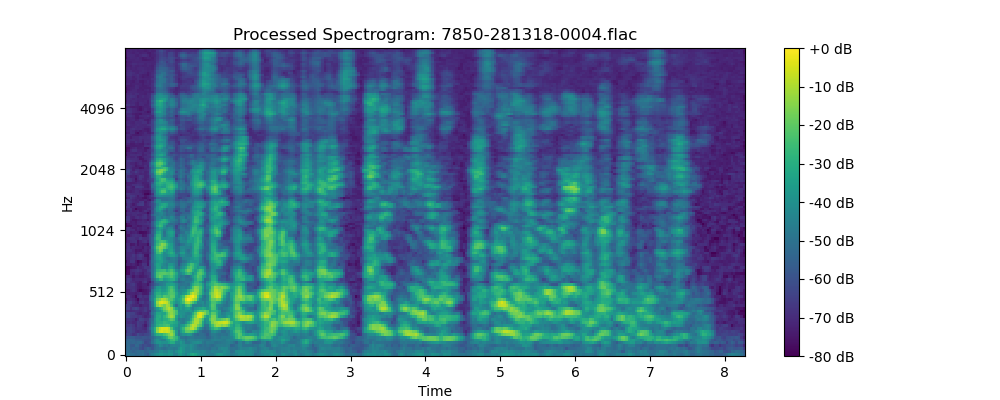 Processed Spectrogram: 7850-281318-0004.flac
Hz
4096
2048
1024
512
0
0 1 2 3 4 5 6 7 8
Time
+0 dB
-10 dB
-20 dB
-30 dB
-40 dB
-50 dB
-60 dB
-70 dB
-80 dB